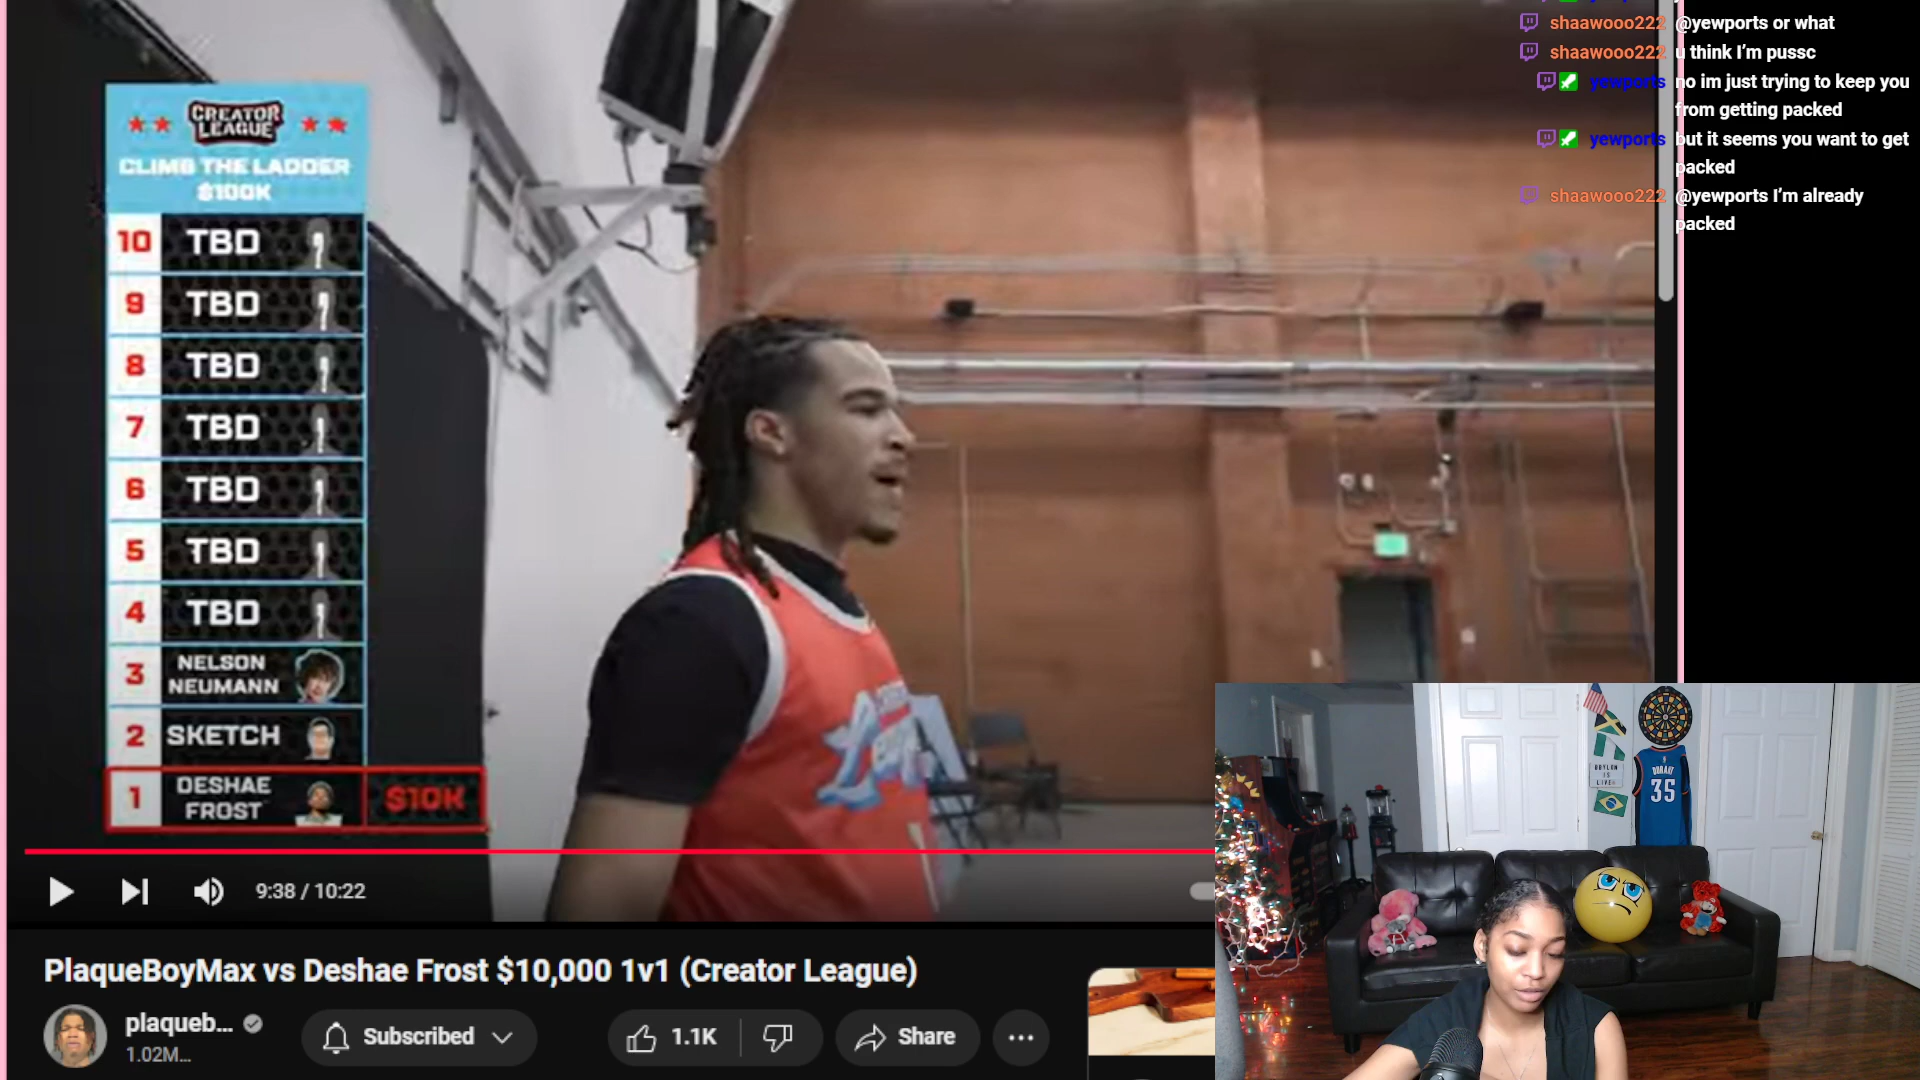 CREATOR
LEAGUE
CLIMB THE LADDER
$100K
10 TBD
9 TBD
8 TBD
7 TBD
6 TBD
5 TBD
4 TBD
3 NELSON NEUMANN
2 SKETCH
1 DESHAE FROST $10K
9:38 / 10:22
PlaqueBoyMax vs Deshae Frost $10,000 1v1 (Creator League)
plaqueb...
1.02M...
Subscribed
1.1K
Share
shaawooo222 @yewports or what
shaawooo222 u think I'm pussc
yewports no im just trying to keep you
from getting packed
yewports but it seems you want to get
packed
shaawooo222 @yewports I'm already
packed
DURANT
35